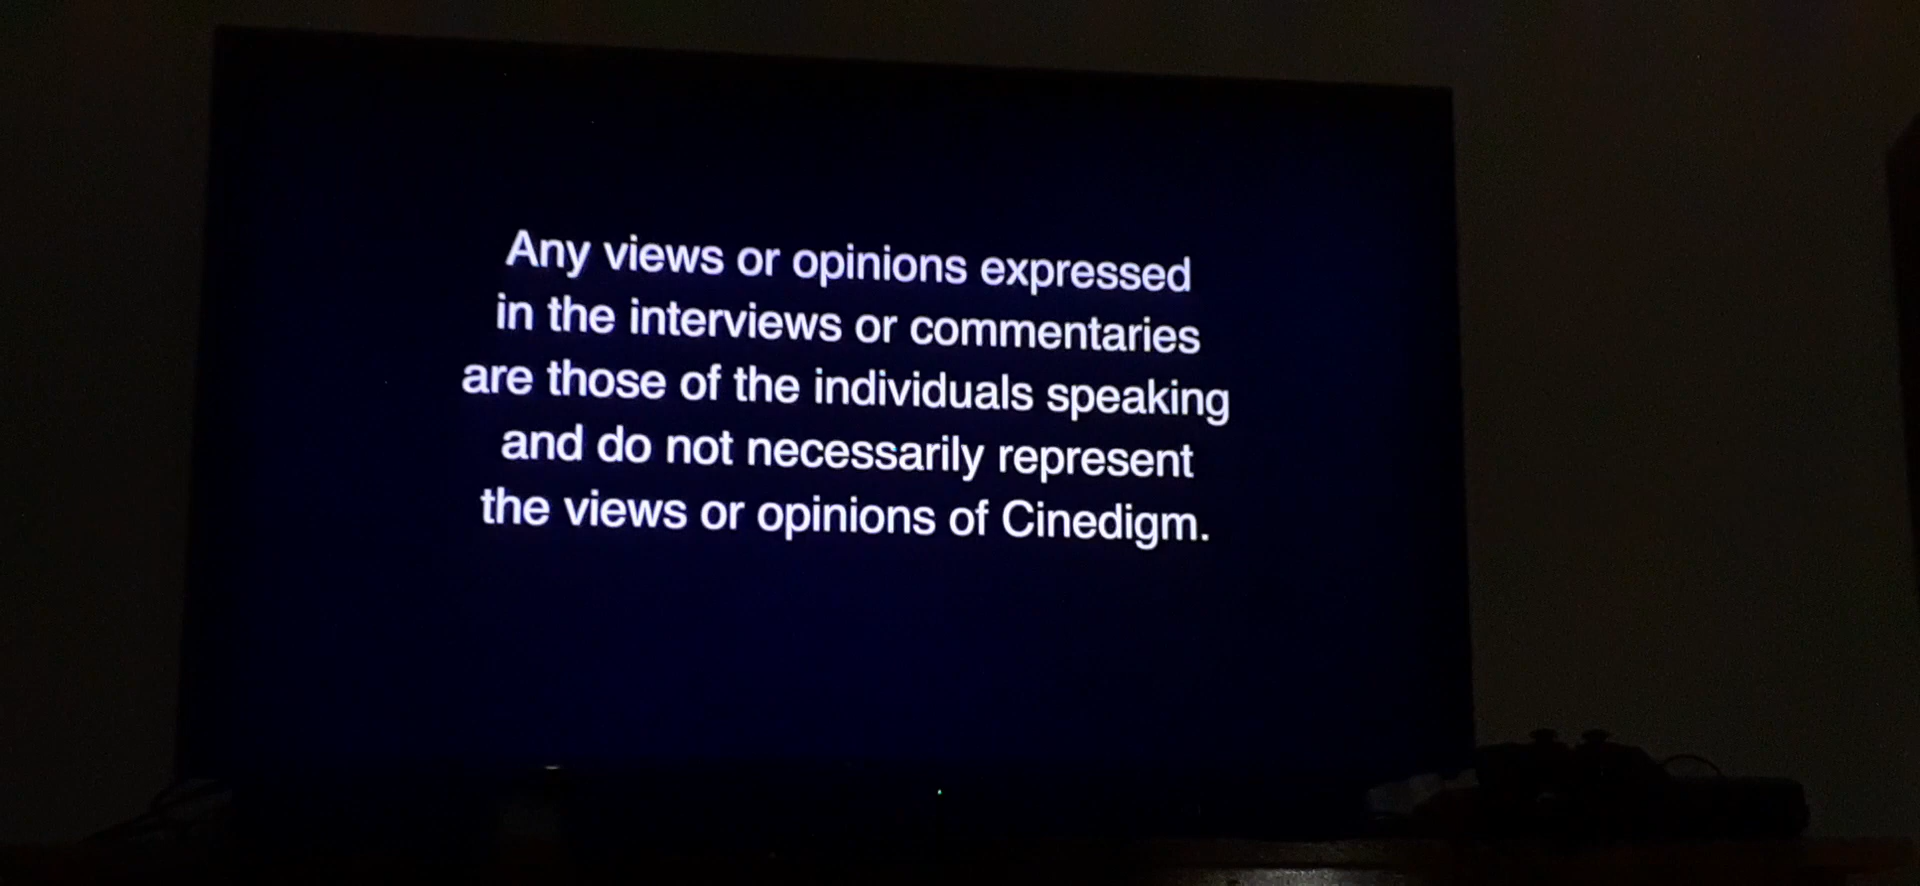 Any views or opinions expressed
in the interviews or commentaries
are those of the individuals speaking
and do not necessarily represent
the views or opinions of Cinedigm.